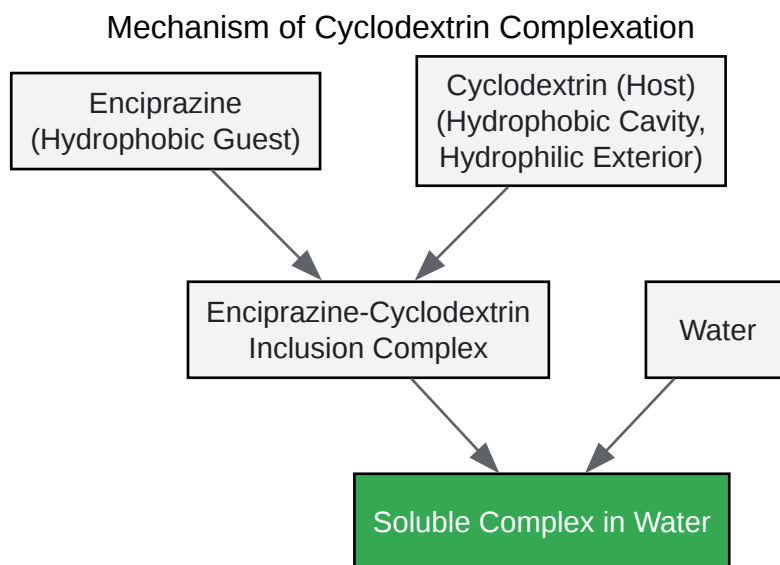 Mechanism of Cyclodextrin Complexation
Enciprazine
(Hydrophobic Guest)
Cyclodextrin (Host)
(Hydrophobic Cavity,
Hydrophilic Exterior)
Enciprazine-Cyclodextrin
Inclusion Complex
Water
Soluble Complex in Water